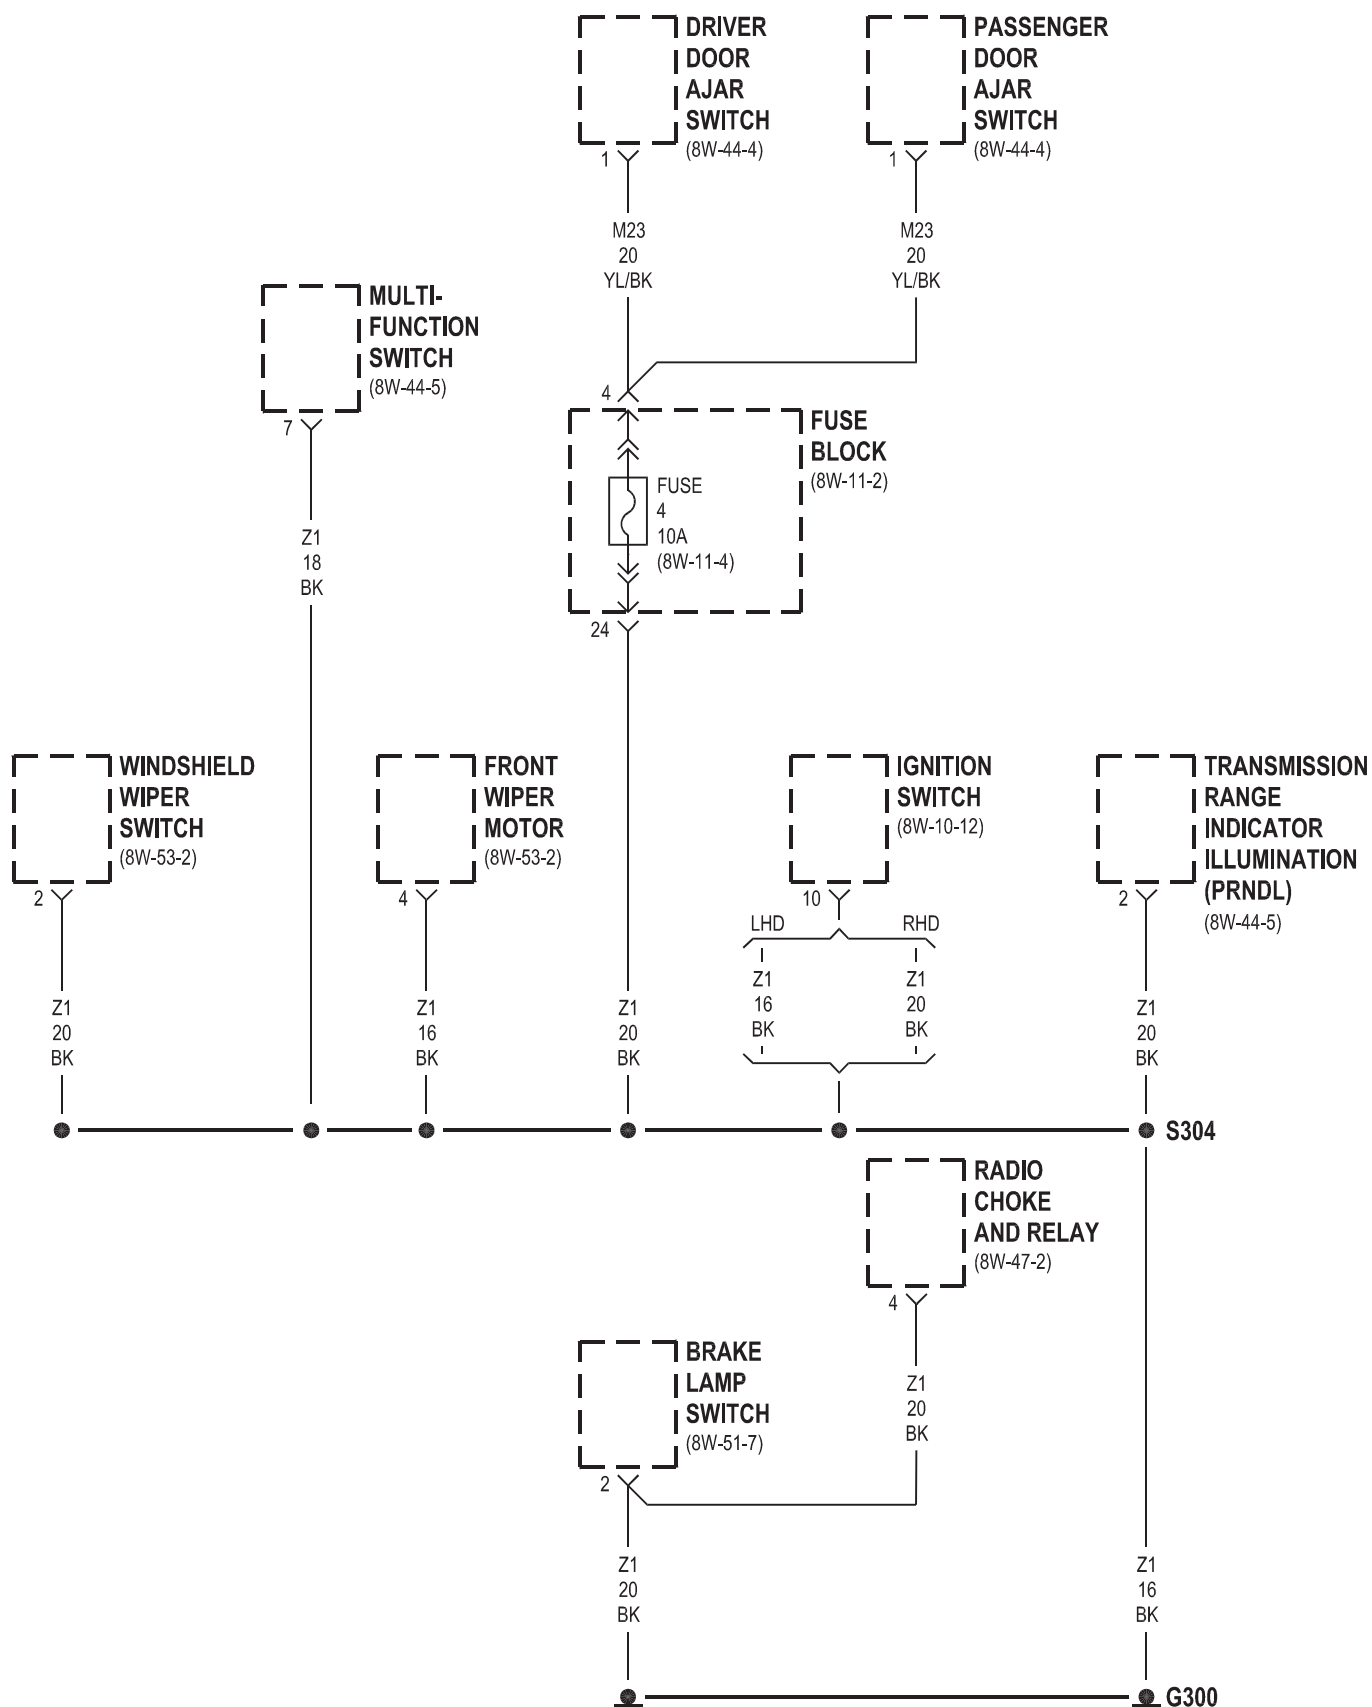 DRIVER
DOOR
AJAR
SWITCH
(8W-44-4)
1
PASSENGER
DOOR
AJAR
SWITCH
(8W-44-4)
1
M23
20
YL/BK
M23
20
YL/BK
MULTI-
FUNCTION
SWITCH
(8W-44-5)
7
4
FUSE
BLOCK
(8W-11-2)
FUSE
4
10A
(8W-11-4)
24
Z1
18
BK
WINDSHIELD
WIPER
SWITCH
(8W-53-2)
2
FRONT
WIPER
MOTOR
(8W-53-2)
4
IGNITION
SWITCH
(8W-10-12)
10
TRANSMISSION
RANGE
INDICATOR
ILLUMINATION
(PRNDL)
(8W-44-5)
2
LHD
RHD
Z1
20
BK
Z1
16
BK
Z1
20
BK
Z1
16
BK
Z1
20
BK
Z1
20
BK
S304
RADIO
CHOKE
AND RELAY
(8W-47-2)
4
BRAKE
LAMP
SWITCH
(8W-51-7)
2
Z1
20
BK
Z1
20
BK
Z1
16
BK
G300